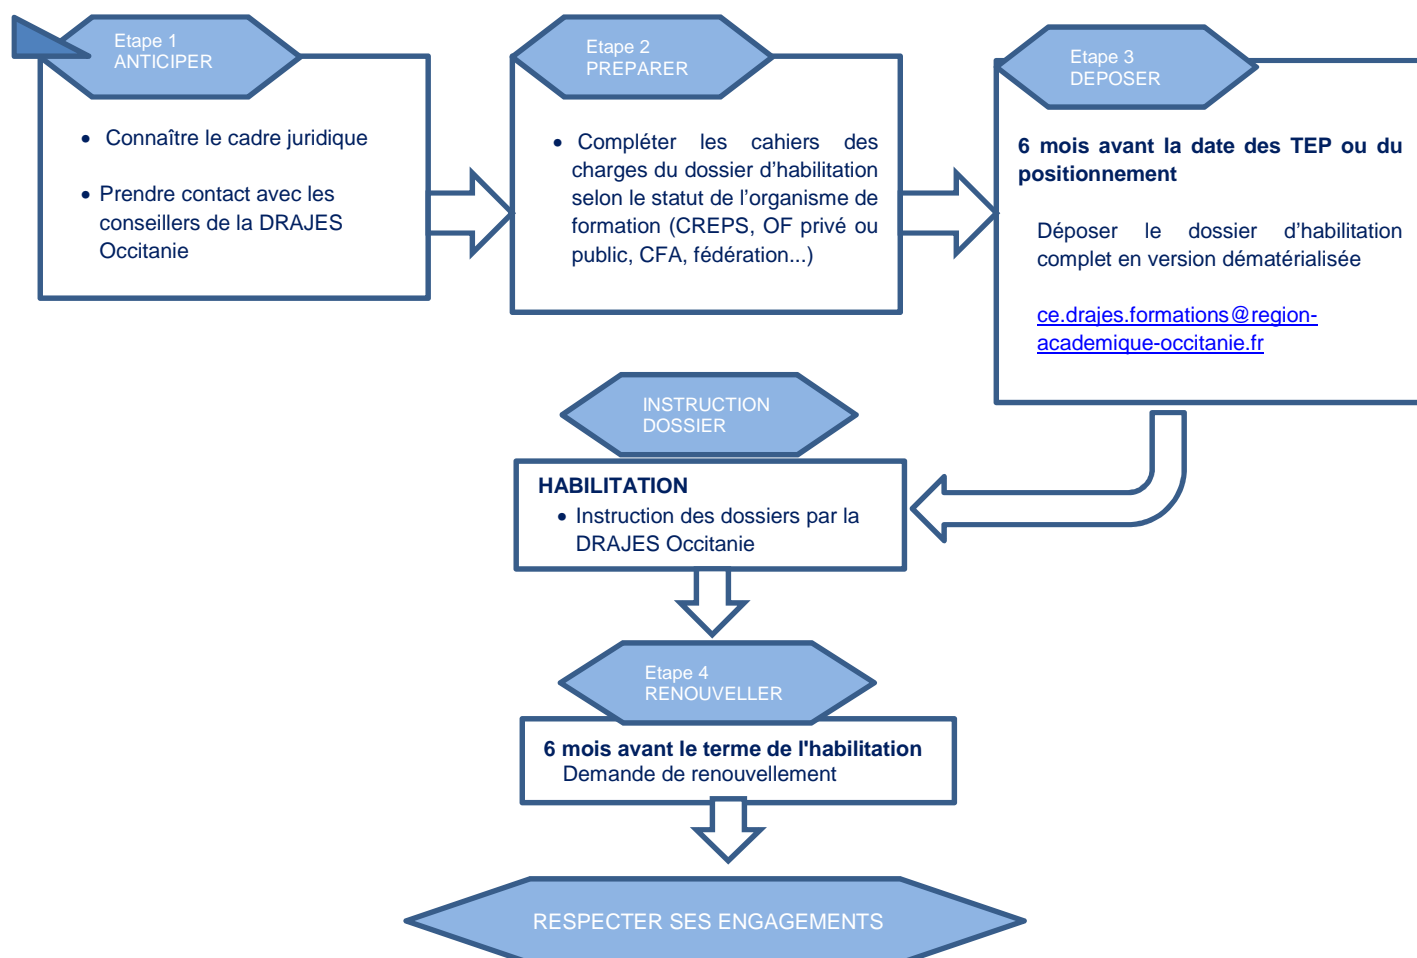 Etape 1
ANTICIPER
• Connaître le cadre juridique
• Prendre contact avec les
conseillers de la DRAJES
Occitanie
Etape 2
PREPARER
• Compléter les cahiers des
charges du dossier d’habilitation
selon le statut de l’organisme de
formation (CREPS, OF privé ou
public, CFA, fédération...)
Etape 3
DEPOSER
6 mois avant la date des TEP ou du
positionnement
Déposer le dossier d’habilitation
complet en version dématérialisée
ce.drajes.formations@region-
academique-occitanie.fr
INSTRUCTION
DOSSIER
HABILITATION
• Instruction des dossiers par la
DRAJES Occitanie
Etape 4
RENOUVELLER
6 mois avant le terme de l'habilitation
Demande de renouvellement
RESPECTER SES ENGAGEMENTS